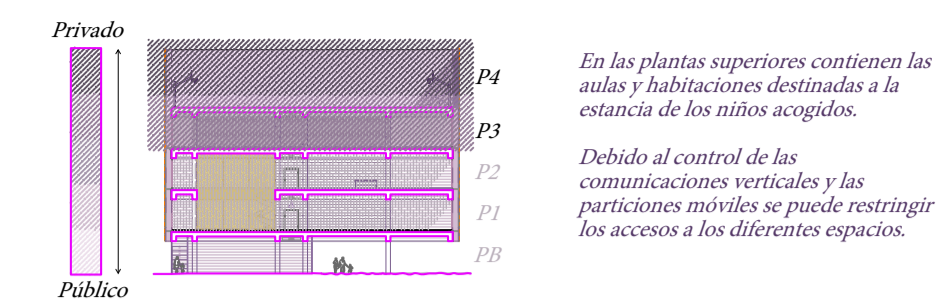 Privado
P4
P3
P2
P1
PB
Público
En las plantas superiores contienen las
aulas y habitaciones destinadas a la
estancia de los niños acogidos.
Debido al control de las
comunicaciones verticales y las
particiones móviles se puede restringir
los accesos a los diferentes espacios.